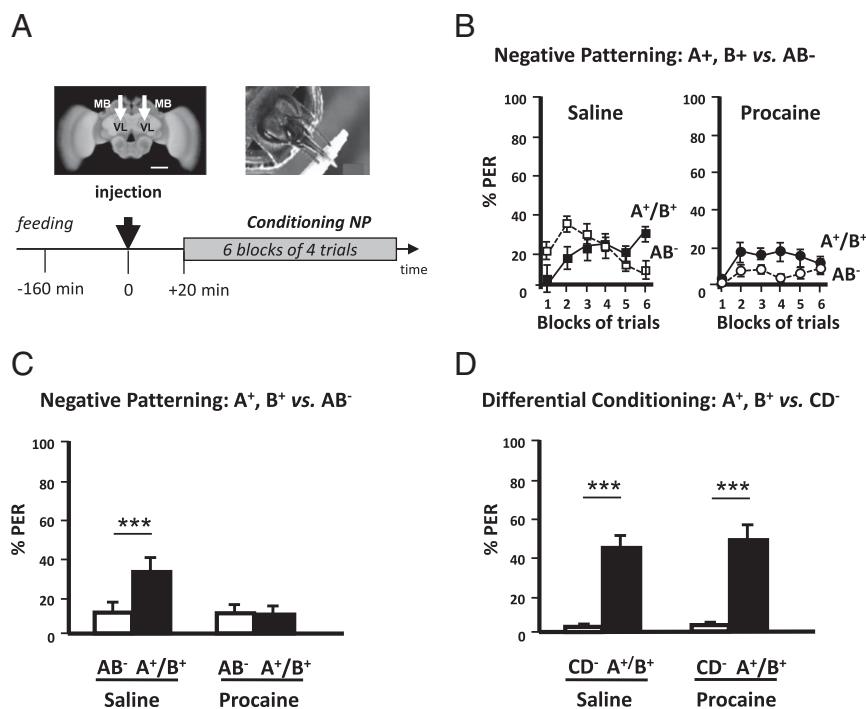 A
MB MB
VL VL
injection
feeding
Conditioning NP
6 blocks of 4 trials
time
-160 min 0 +20 min
B
Negative Patterning: A+, B+ vs. AB-
Saline
Procaine
% PER
100
80
60
40
20
0
A⁺/B⁺
AB⁻
1 2 3 4 5 6
Blocks of trials
100
80
60
40
20
0
A⁺/B⁺
AB⁻
1 2 3 4 5 6
Blocks of trials
C
Negative Patterning: A⁺, B⁺ vs. AB⁻
% PER
100
80
60
40
20
0
***
AB⁻ A⁺/B⁺ AB⁻ A⁺/B⁺
Saline Procaine
D
Differential Conditioning: A⁺, B⁺ vs. CD⁻
% PER
100
80
60
40
20
0
*** ***
CD⁻ A⁺/B⁺ CD⁻ A⁺/B⁺
Saline Procaine